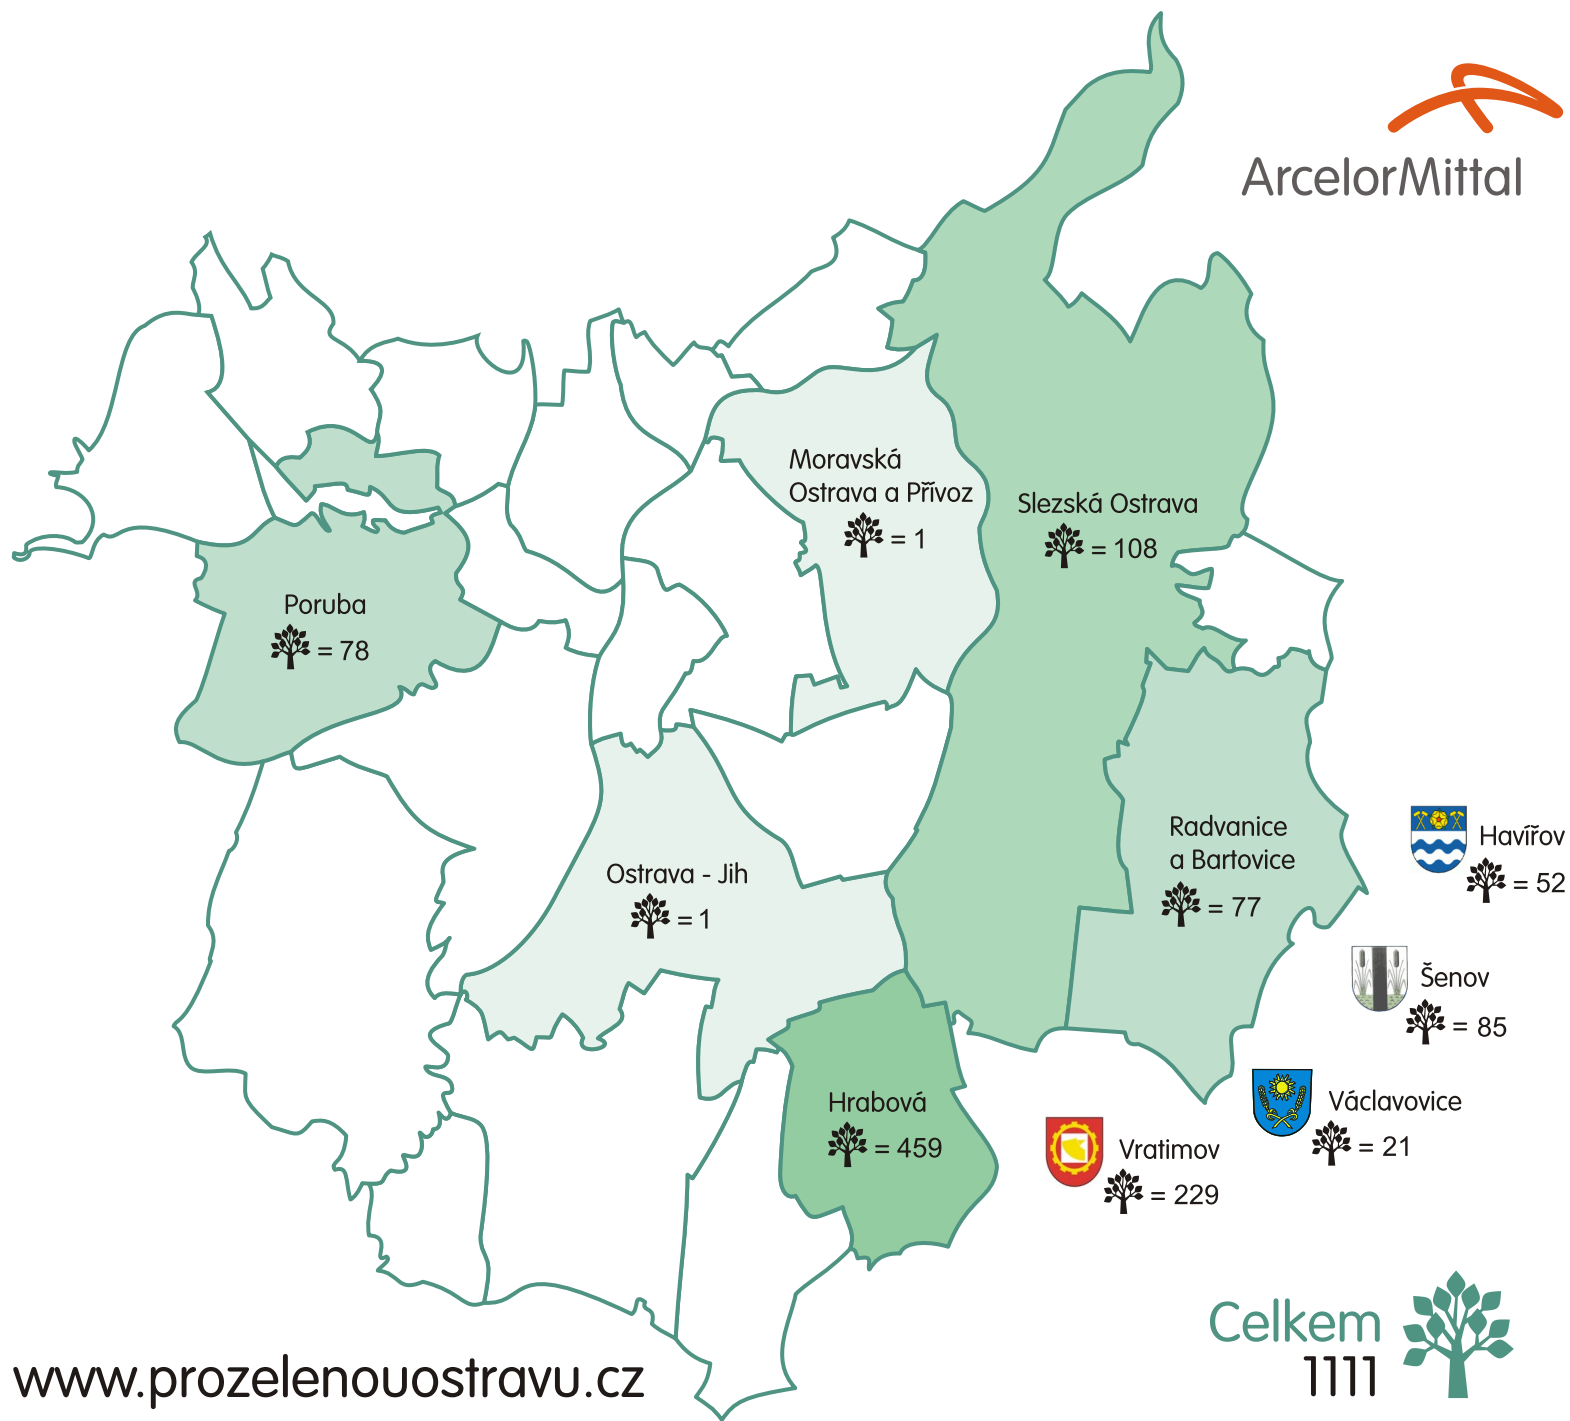 ArcelorMittal
Moravská
Ostrava a Přívoz
= 1
Slezská Ostrava
= 108
Poruba
= 78
Radvanice
a Bartovice
= 77
Havířov
= 52
Ostrava - Jih
= 1
Šenov
= 85
Hrabová
= 459
Václavovice
= 21
Vratimov
= 229
Celkem
1111
www.prozelenouostravu.cz